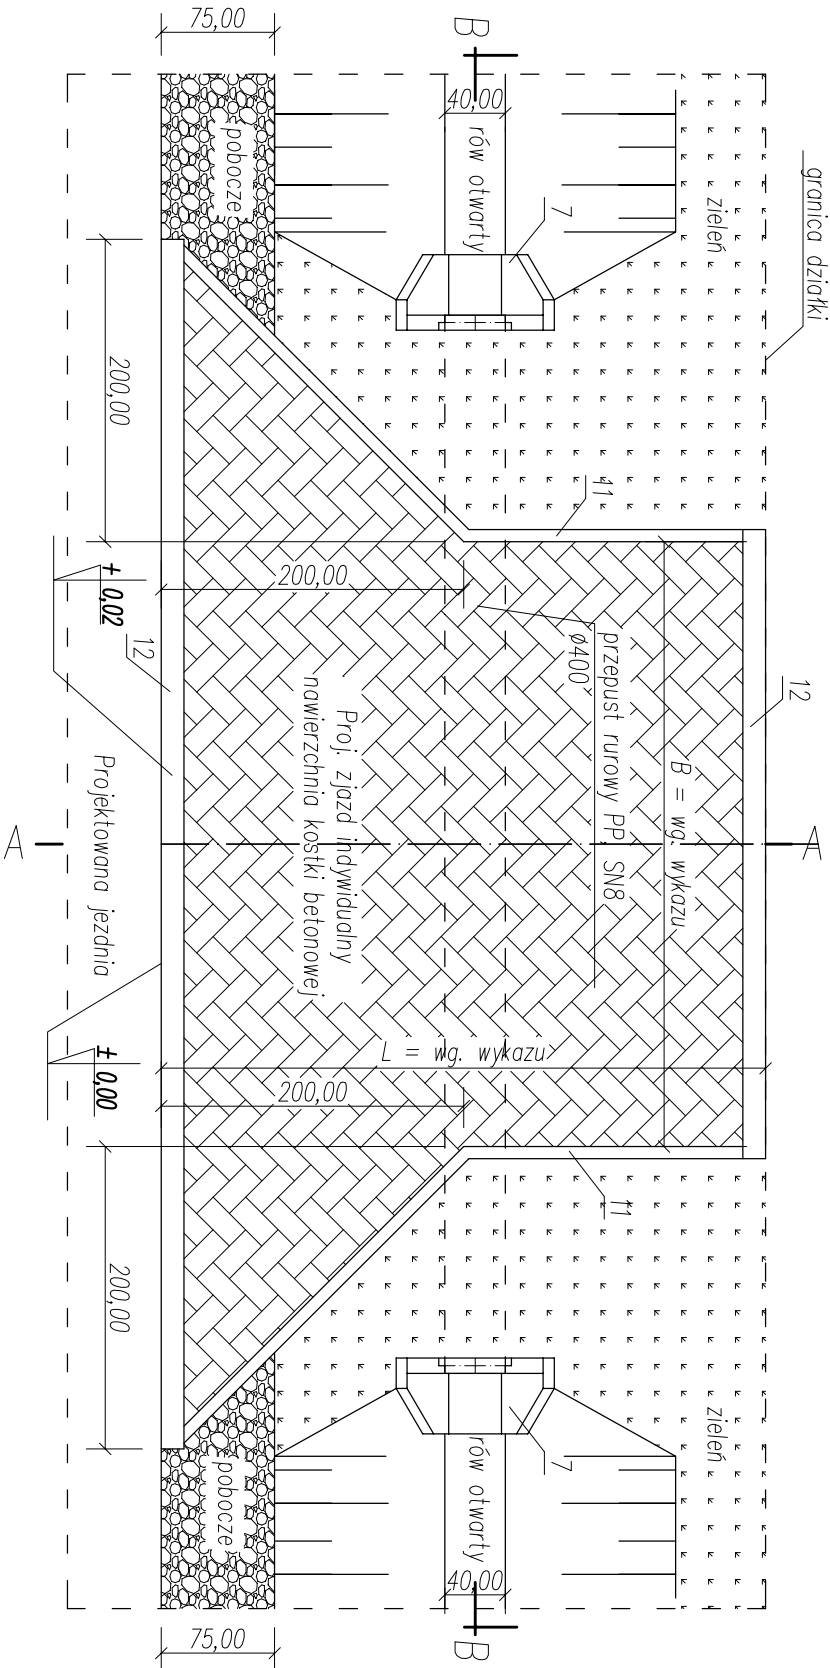 75,00
B
40,00
granica działki
zieleń
pobocze
rów otwarty
7
200,00
11
200,00
+ 0,02
12
12
przepust rurowy PP, SN8
ø400
Proj. zjazd indywidualny
nawierzchnia kostki betonowej
B = wg. wykazu
Projektowana jezdnia
A
A
L = wg. wykazu
± 0,00
200,00
11
200,00
zieleń
7
pobocze
rów otwarty
40,00
75,00
B